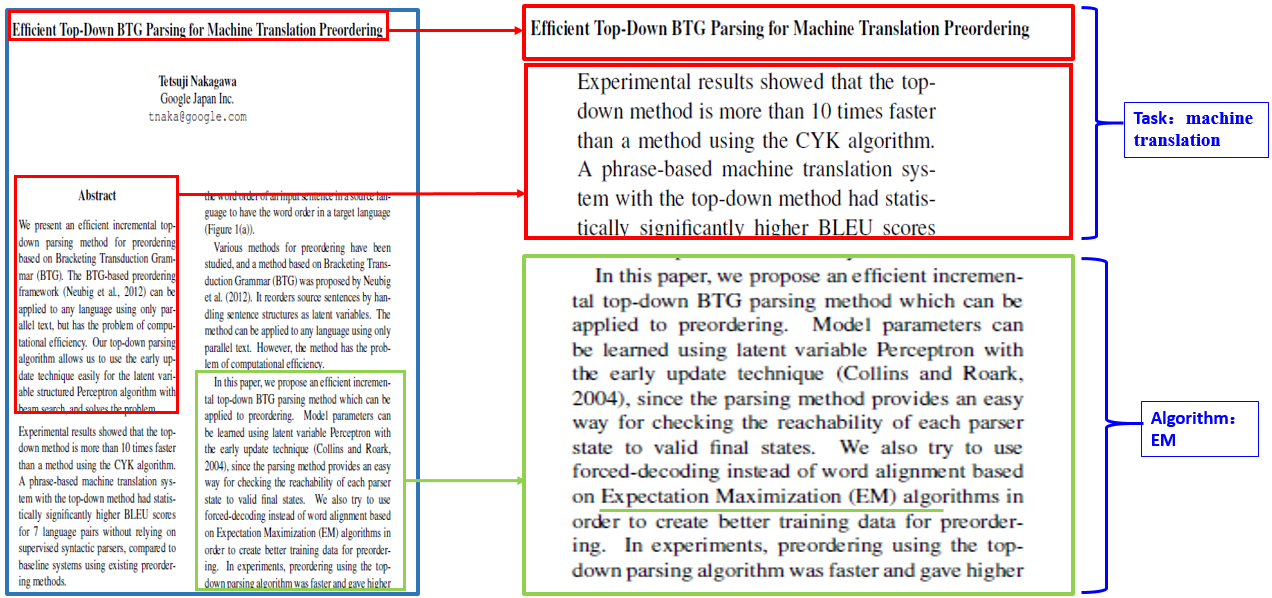 Efficient Top-Down BTG Parsing for Machine Translation Preordering
Tetsuji Nakagawa
Google Japan Inc.
tnaka@google.com
Abstract
We present an efficient incremental top-
down parsing method for preordering
based on Bracketing Transduction Gram-
mar (BTG). The BTG-based preordering
framework (Neubig et al., 2012) can be
applied to any language using only par-
allel text, but has the problem of compu-
tational efficiency. Our top-down parsing
algorithm allows us to use the early up-
date technique easily for the latent vari-
able structured Perceptron algorithm with
beam search, and solves the problem.
Experimental results showed that the top-
down method is more than 10 times faster
than a method using the CYK algorithm.
A phrase-based machine translation sys-
tem with the top-down method had statis-
tically significantly higher BLEU scores
for 7 language pairs without relying on
supervised syntactic parsers, compared to
baseline systems using existing preorder-
ing methods.
the word order of an input sentence in a source lan-
guage to have the word order in a target language
(Figure 1(a)).
Various methods for preordering have been
studied, and a method based on Bracketing Trans-
duction Grammar (BTG) was proposed by Neubig
et al. (2012). It reorders source sentences by han-
dling sentence structures as latent variables. The
method can be applied to any language using only
parallel text. However, the method has the prob-
lem of computational efficiency.
In this paper, we propose an efficient incremen-
tal top-down BTG parsing method which can be
applied to preordering. Model parameters can
be learned using latent variable Perceptron with
the early update technique (Collins and Roark,
2004), since the parsing method provides an easy
way for checking the reachability of each parser
state to valid final states. We also try to use
forced-decoding instead of word alignment based
on Expectation Maximization (EM) algorithms in
order to create better training data for preorder-
ing. In experiments, preordering using the top-
down parsing algorithm was faster and gave higher
Efficient Top-Down BTG Parsing for Machine Translation Preordering
Experimental results showed that the top-
down method is more than 10 times faster
than a method using the CYK algorithm.
A phrase-based machine translation sys-
tem with the top-down method had statis-
tically significantly higher BLEU scores
Task：machine
translation
In this paper, we propose an efficient incremen-
tal top-down BTG parsing method which can be
applied to preordering. Model parameters can
be learned using latent variable Perceptron with
the early update technique (Collins and Roark,
2004), since the parsing method provides an easy
way for checking the reachability of each parser
state to valid final states. We also try to use
forced-decoding instead of word alignment based
on Expectation Maximization (EM) algorithms in
order to create better training data for preorder-
ing. In experiments, preordering using the top-
down parsing algorithm was faster and gave higher
Algorithm：
EM